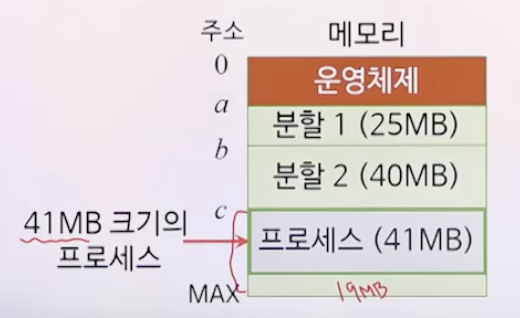 주소 메모리
0 운영체제
a
분할 1 (25MB)
b
분할 2 (40MB)
c
41MB 크기의
프로세스
프로세스 (41MB)
MAX 19MB